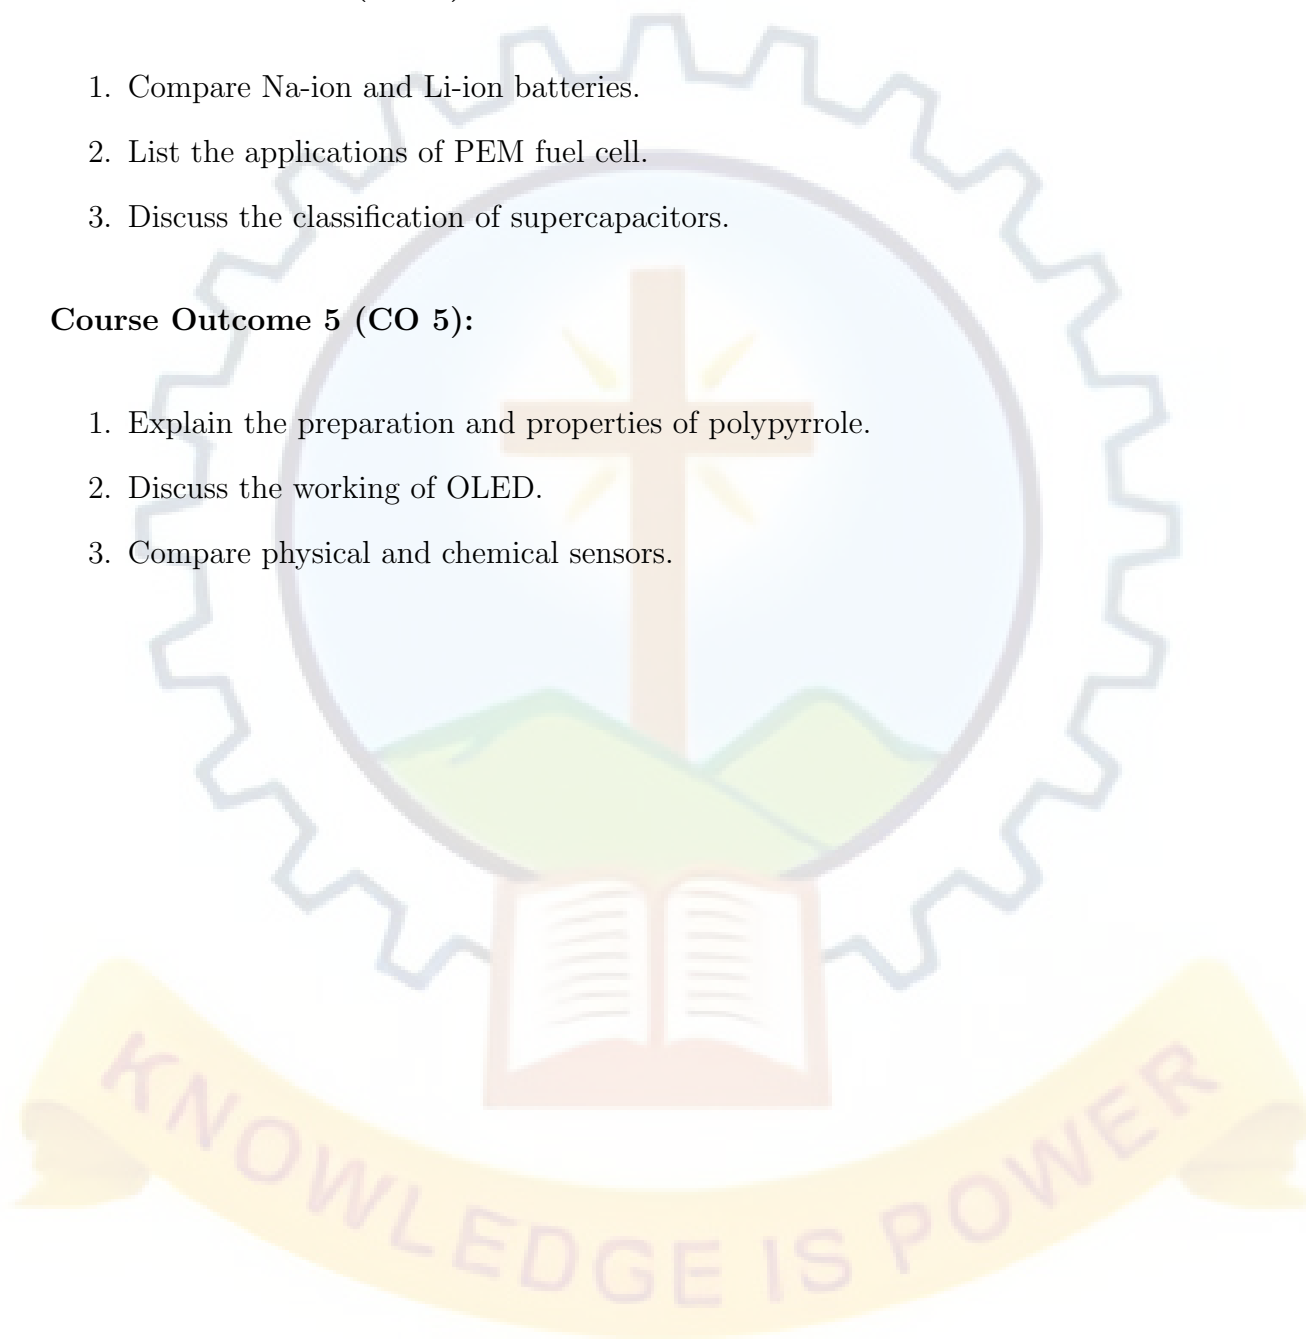 1. Compare Na-ion and Li-ion batteries.
2. List the applications of PEM fuel cell.
3. Discuss the classification of supercapacitors.
Course Outcome 5 (CO 5):
1. Explain the preparation and properties of polypyrrole.
2. Discuss the working of OLED.
3. Compare physical and chemical sensors.
KNOWLEDGE IS POWER